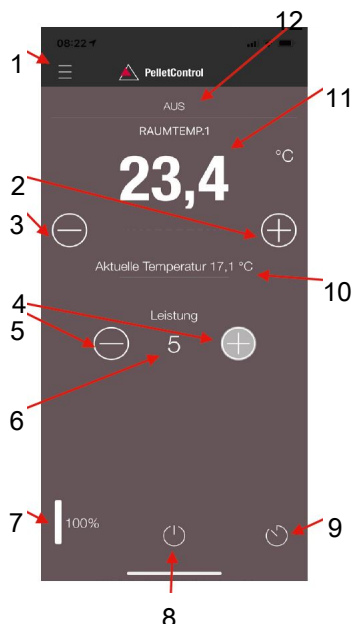 12
08:22
1
PelletControl
AUS
11
RAUMTEMP.1
23,4 °C
2
3
Aktuelle Temperatur 17,1 °C
10
4
Leistung
5
5
6
7
100%
9
8